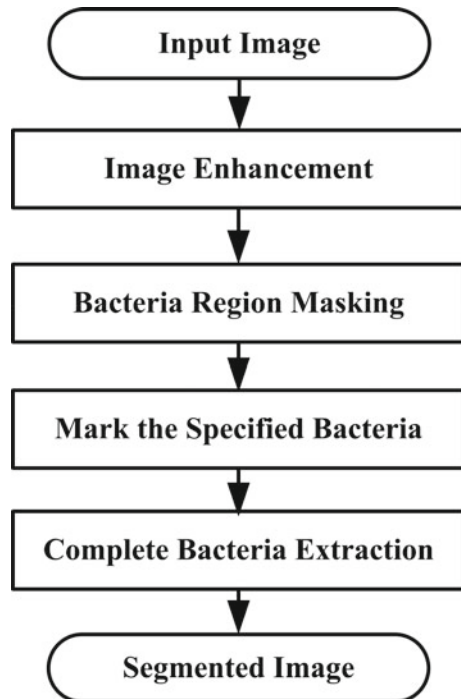 Input Image
Image Enhancement
Bacteria Region Masking
Mark the Specified Bacteria
Complete Bacteria Extraction
Segmented Image